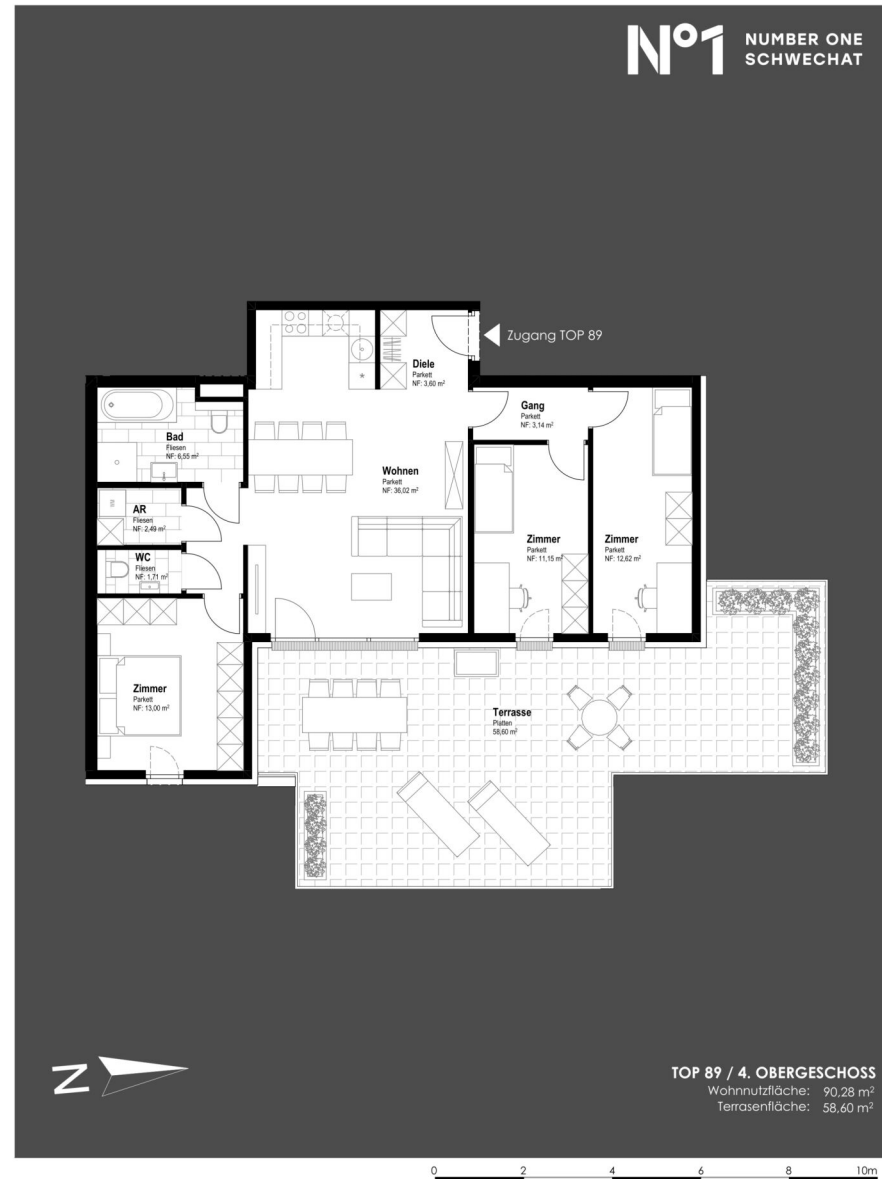 Nº1 NUMBER ONE
SCHWECHAT
Zugang TOP 89
Diele
Parkett
NF: 3,60 m²
Gang
Parkett
NF: 3,14 m²
Bad
Fliesen
NF: 6,55 m²
Wohnen
Parkett
NF: 36,02 m²
AR
Fliesen
NF: 2,49 m²
Zimmer
Parkett
NF: 11,15 m²
Zimmer
Parkett
NF: 12,62 m²
WC
Fliesen
NF: 1,71 m²
Zimmer
Parkett
NF: 13,00 m²
Terrasse
Platten
58,60 m²
N
TOP 89 / 4. OBERGESCHOSS
Wohnnutzfläche: 90,28 m²
Terrasenfläche: 58,60 m²
0 2 4 6 8 10m